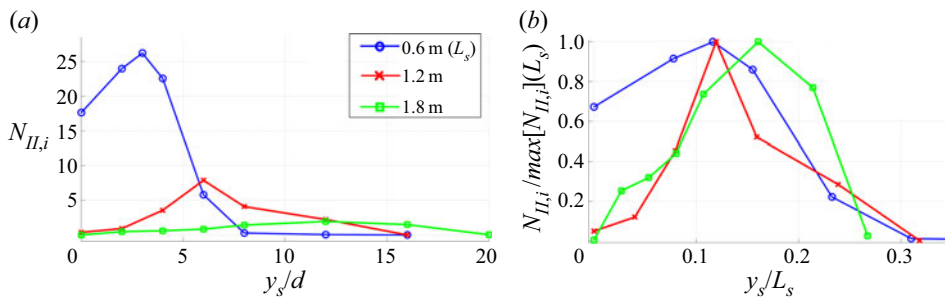 (a)
25
20
15
10
5
N_{II,i}
0.6 m (L_s)
1.2 m
1.8 m
0
5
10
15
20
y_s/d
(b)
1.0
0.8
0.6
0.4
0.2
N_{II,i}/max[N_{II,i}](L_s)
0
0.1
0.2
0.3
y_s/L_s